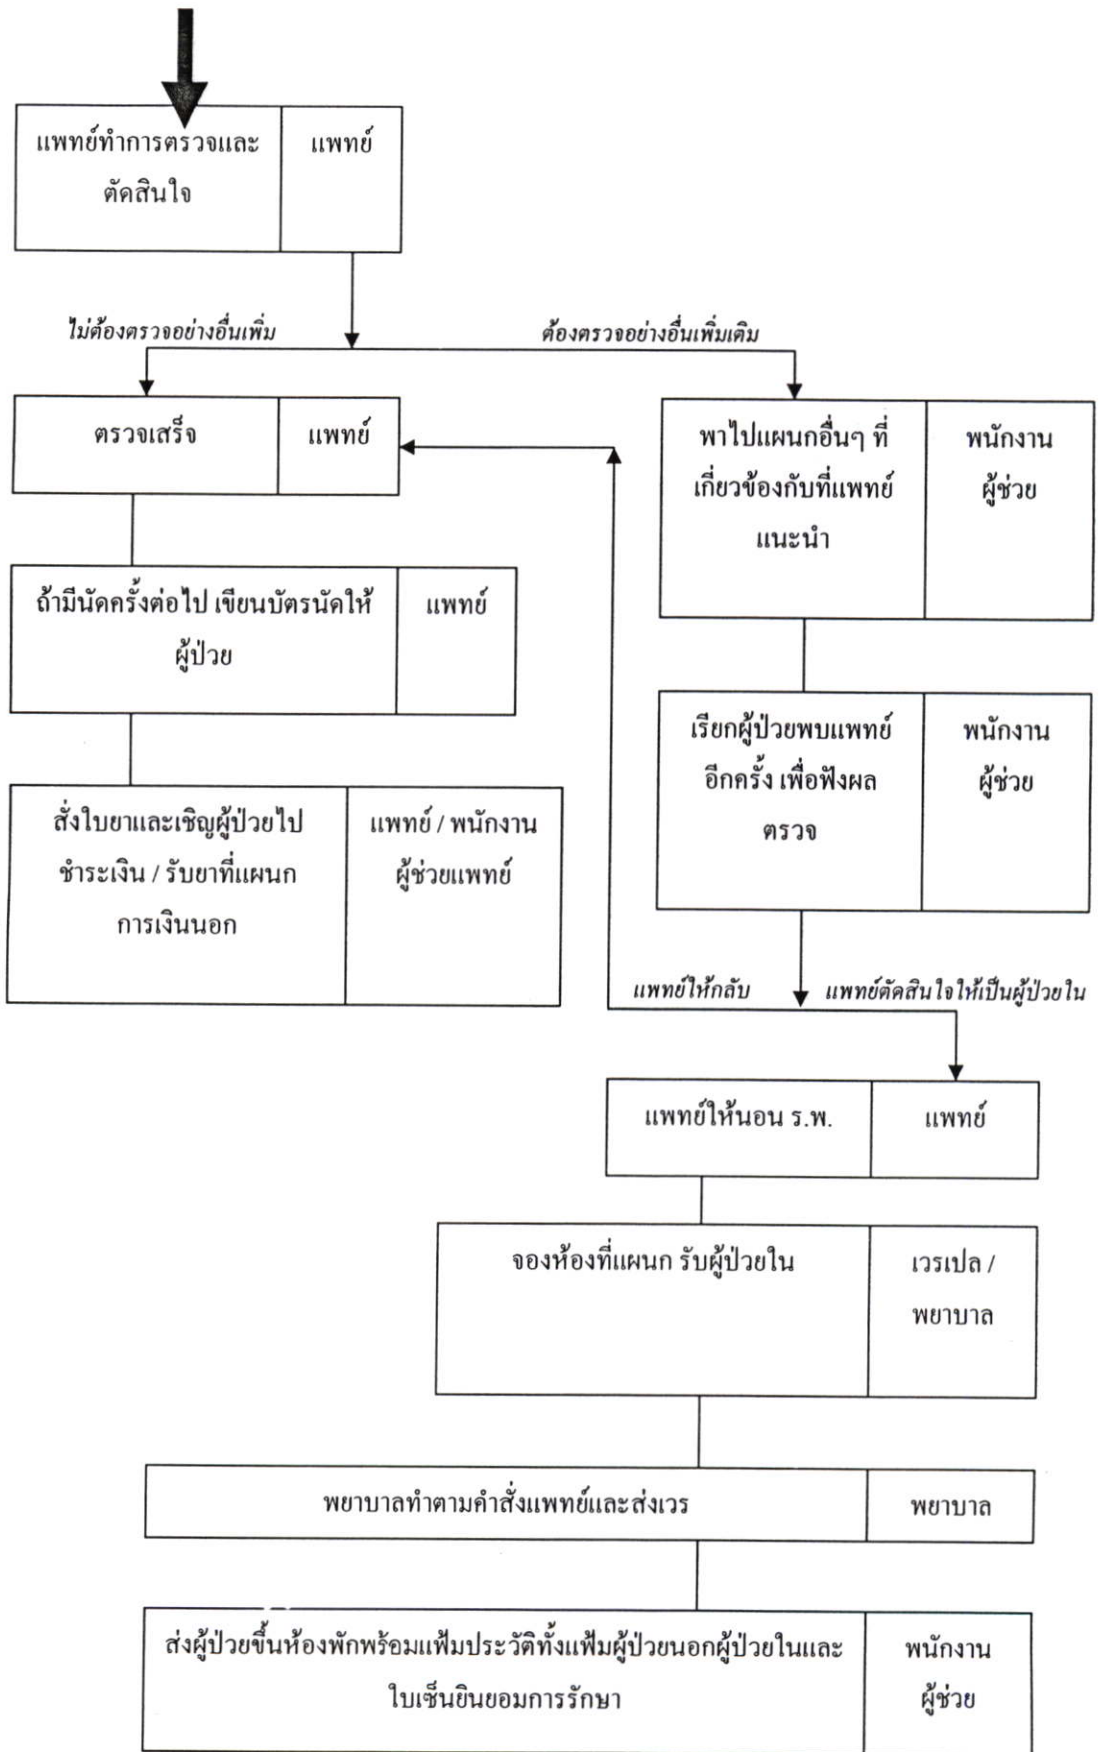 แพทย์ทำการตรวจและ
ตัดสินใจ
แพทย์
ไม่ต้องตรวจอย่างอื่นเพิ่ม
ต้องตรวจอย่างอื่นเพิ่มเติม
ตรวจเสร็จ
แพทย์
พาไปแผนกอื่นๆ ที่
เกี่ยวข้องกับที่แพทย์
แนะนำ
พนักงาน
ผู้ช่วย
ถ้ามีนัดครั้งต่อไป เขียนบัตรนัดให้
ผู้ป่วย
แพทย์
เรียกผู้ป่วยพบแพทย์
อีกครั้ง เพื่อฟังผล
ตรวจ
พนักงาน
ผู้ช่วย
สั่งใบยาและเชิญผู้ป่วยไป
ชำระเงิน / รับยาที่แผนก
การเงินนอก
แพทย์ / พนักงาน
ผู้ช่วยแพทย์
แพทย์ให้กลับ
แพทย์ตัดสินใจให้เป็นผู้ป่วยใน
แพทย์ให้นอน ร.พ.
แพทย์
จองห้องที่แผนก รับผู้ป่วยใน
เวรเปล /
พยาบาล
พยาบาลทำตามคำสั่งแพทย์และส่งเวร
พยาบาล
ส่งผู้ป่วยขึ้นห้องพักพร้อมแฟ้มประวัติทั้งแฟ้มผู้ป่วยนอกผู้ป่วยในและ
ใบเซ็นยินยอมการรักษา
พนักงาน
ผู้ช่วย